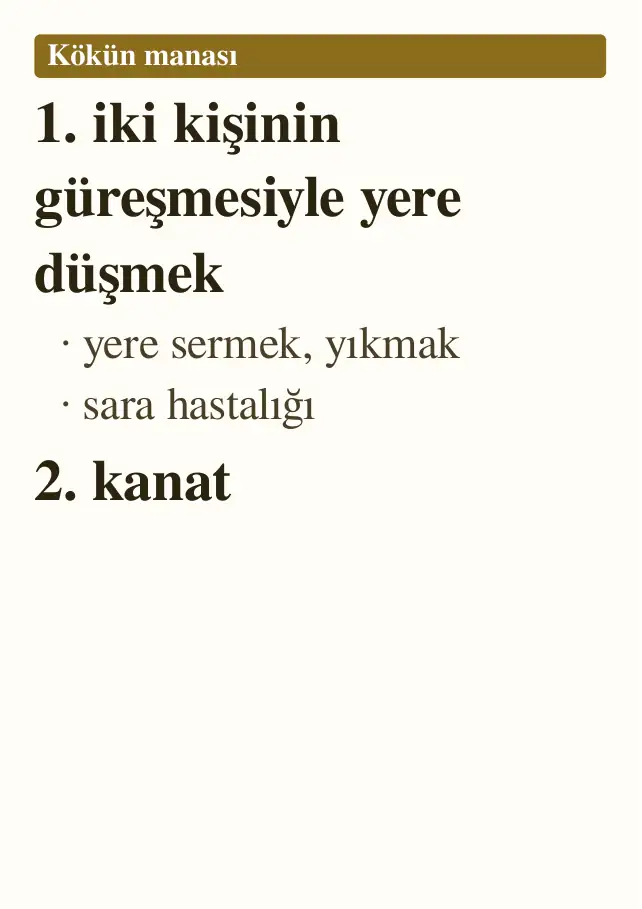 Kökün manası
1. iki kişinin
güreşmesiyle yere
düşmek
· yere sermek, yıkmak
· sara hastalığı
2. kanat